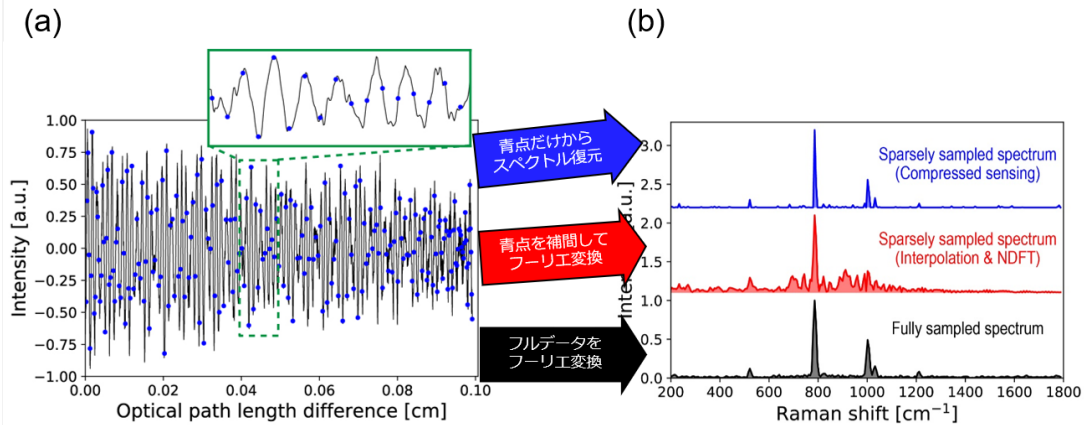 (a)
1.00
0.75
0.50
0.25
0.00
−0.25
−0.50
−0.75
−1.00
Intensity [a.u.]
0.00
0.02
0.04
0.06
0.08
0.10
Optical path length difference [cm]
青点だけから
スペクトル復元
青点を補間して
フーリエ変換
フルデータを
フーリエ変換
(b)
3.0
2.5
2.0
1.5
1.0
0.5
0.0
[a.u.]
Sparsely sampled spectrum
(Compressed sensing)
Sparsely sampled spectrum
(Interpolation & NDFT)
Fully sampled spectrum
200
400
600
800
1000
1200
1400
1600
1800
Raman shift [cm⁻¹]